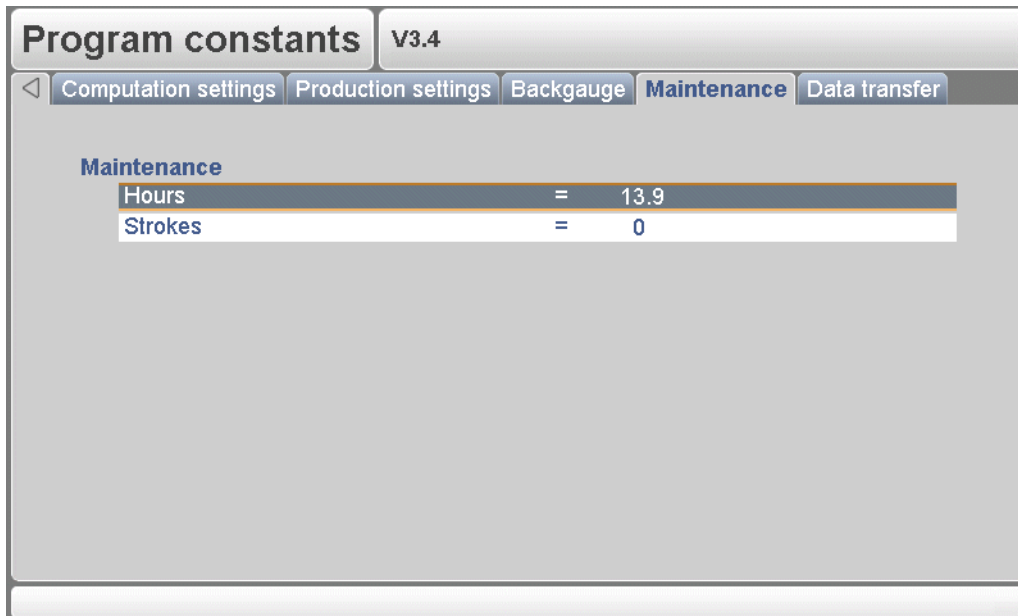 Program constants V3.4
Computation settings Production settings Backgauge Maintenance Data transfer
Maintenance
Hours = 13.9
Strokes = 0